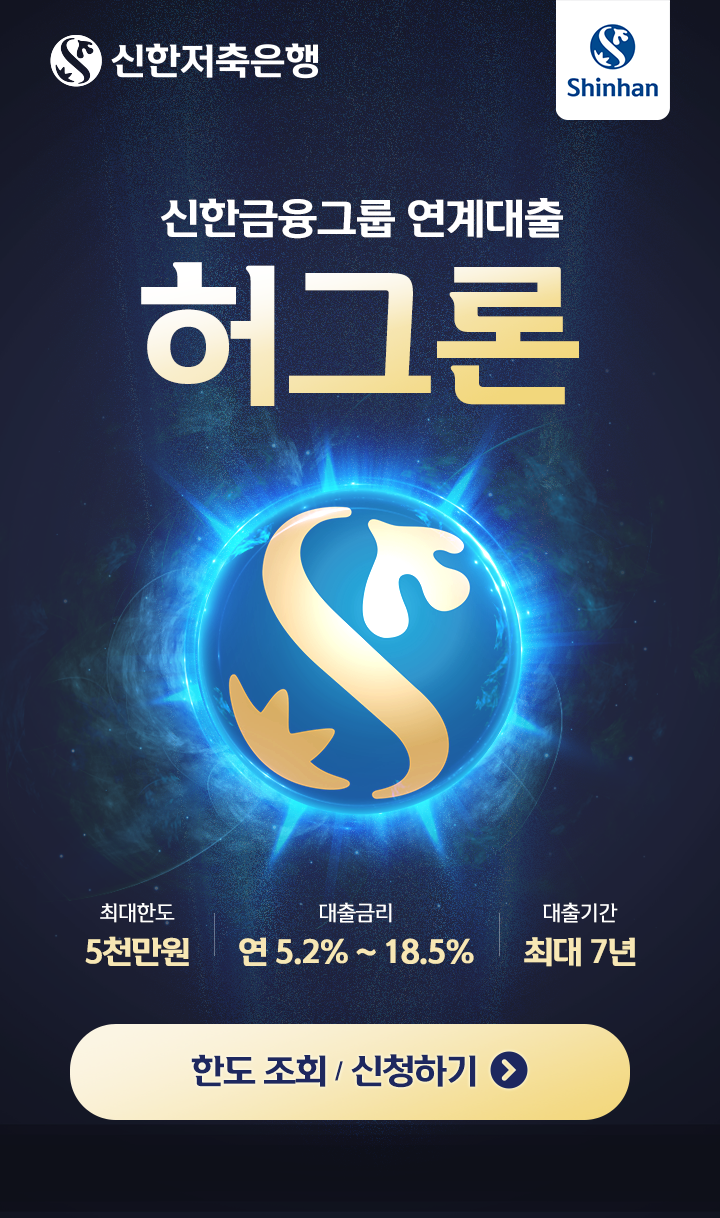 신한저축은행
Shinhan
신한금융그룹 연계대출
허그론
최대한도
5천만원
대출금리
연 5.2% ~ 18.5%
대출기간
최대 7년
한도 조회 / 신청하기